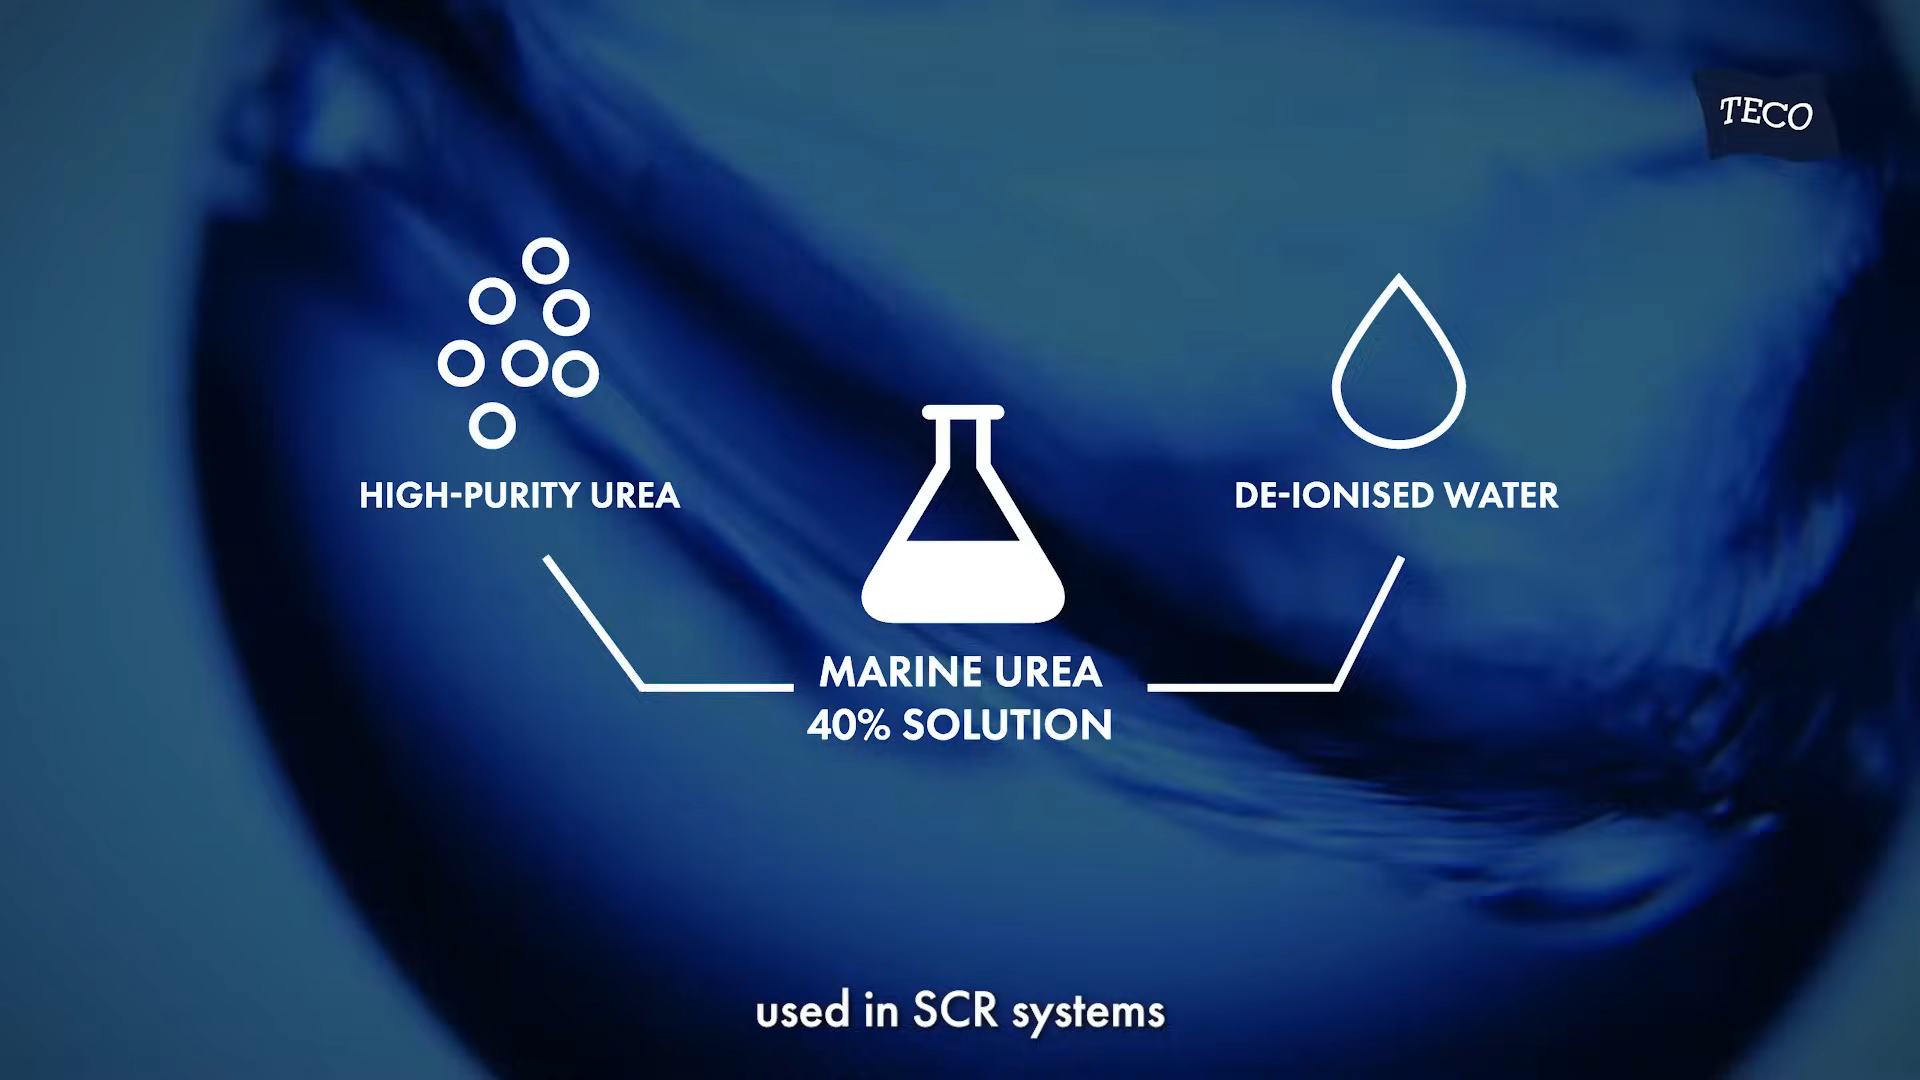 TECO
HIGH-PURITY UREA
DE-IONISED WATER
MARINE UREA
40% SOLUTION
used in SCR systems